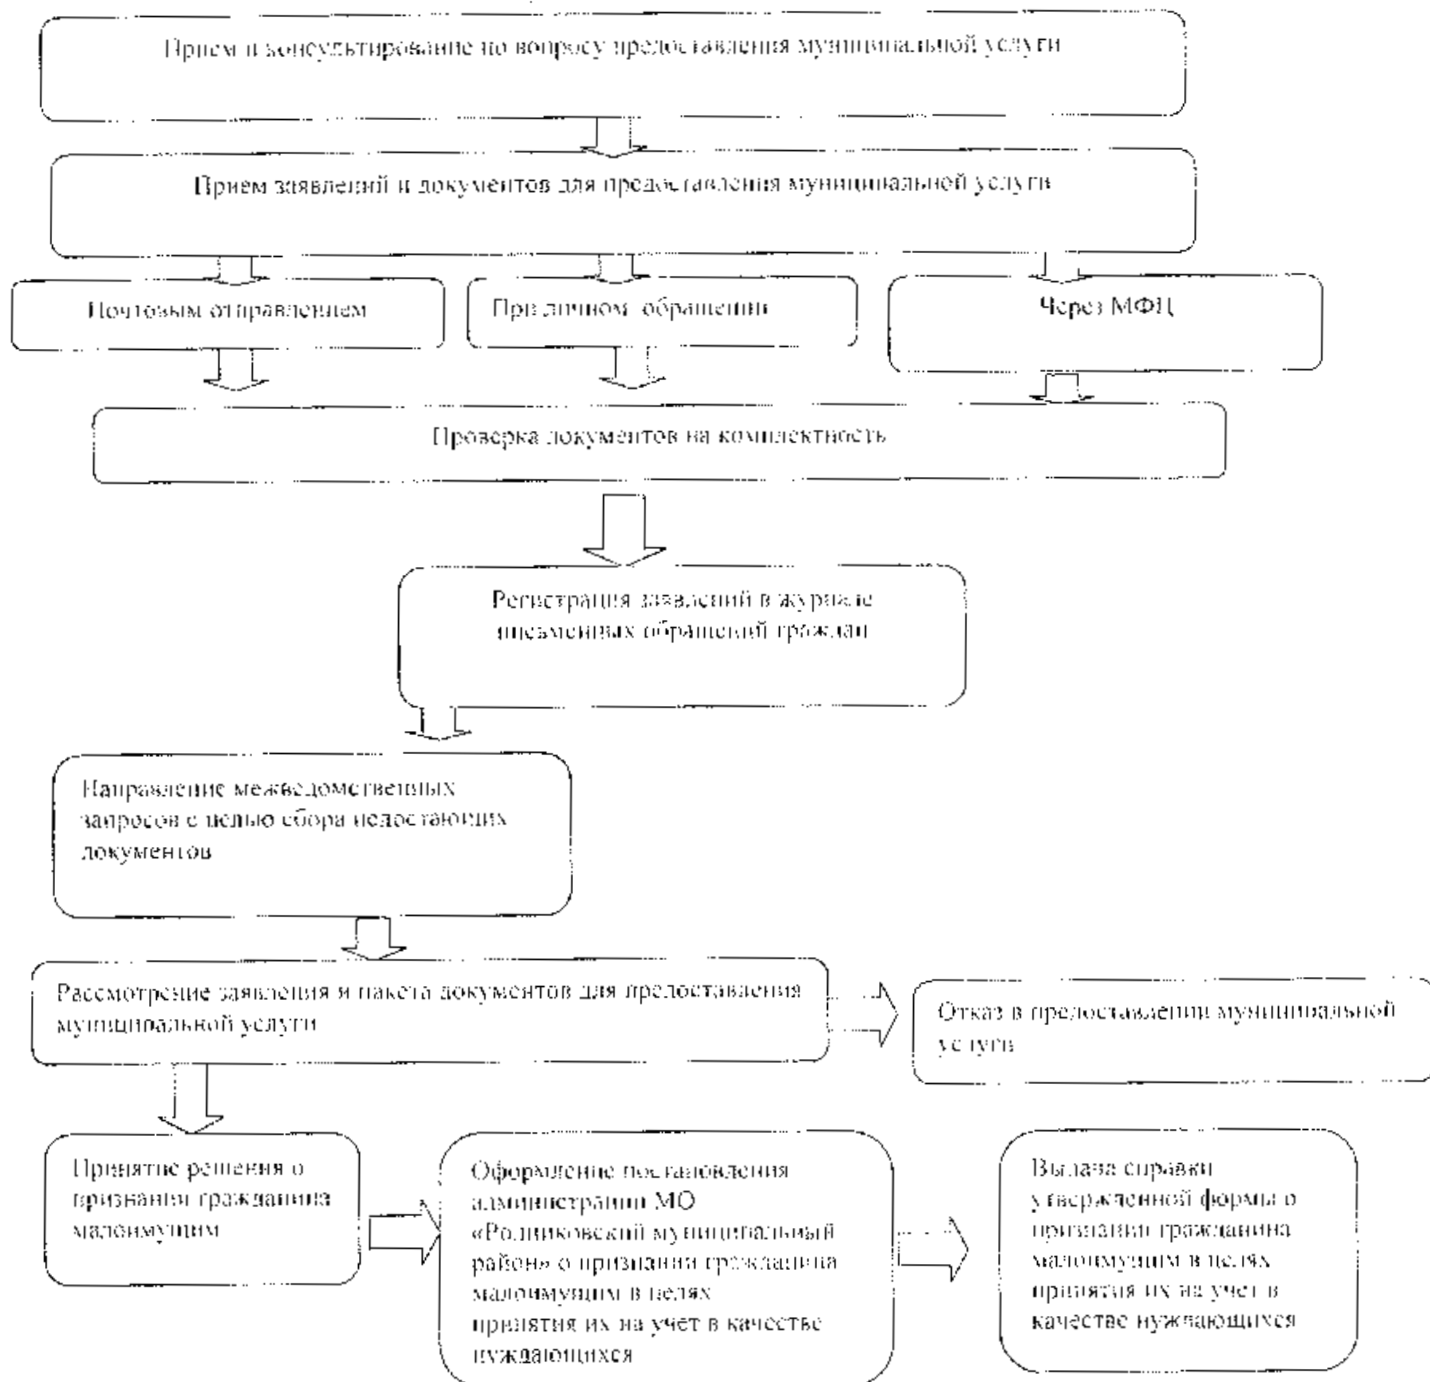 Прием и консультирование по вопросу предоставления муниципальной услуги
Прием заявлений и документов для предоставления муниципальной услуги
Почтовым отправлением
При личном обращении
Через МФЦ
Проверка документов на комплектность
Регистрация заявлений в журнале
письменных обращений граждан
Направление межведомственных
запросов с целью сбора недостающих
документов
Рассмотрение заявления и пакета документов для предоставления
муниципальной услуги
Отказ в предоставлении муниципальной
услуги
Принятие решения о
признания гражданина
малоимущим
Оформление постановления
администрации МО
«Родниковский муниципальный
район» о признании гражданина
малоимущим в целях
принятия их на учет в качестве
нуждающихся
Выдача справки
утвержденной формы о
признании гражданина
малоимущим в целях
принятия их на учет в
качестве нуждающихся